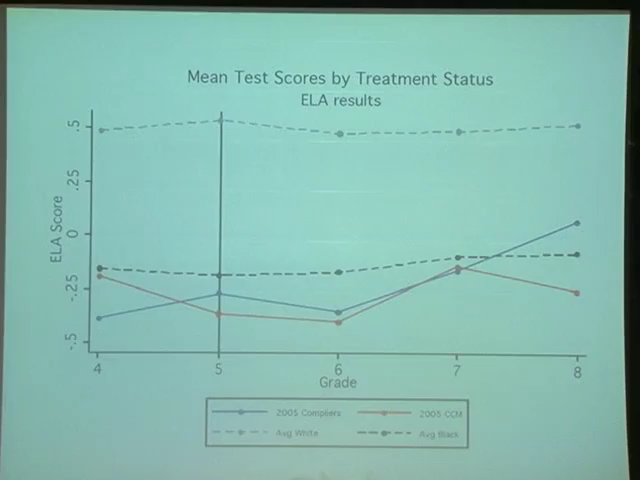 Mean Test Scores by Treatment Status
ELA results
ELA Score
.5
.25
0
-.25
-.5
4 5 6 7 8
Grade
2005 Compliers 2005 CCM
Avg White Avg Black